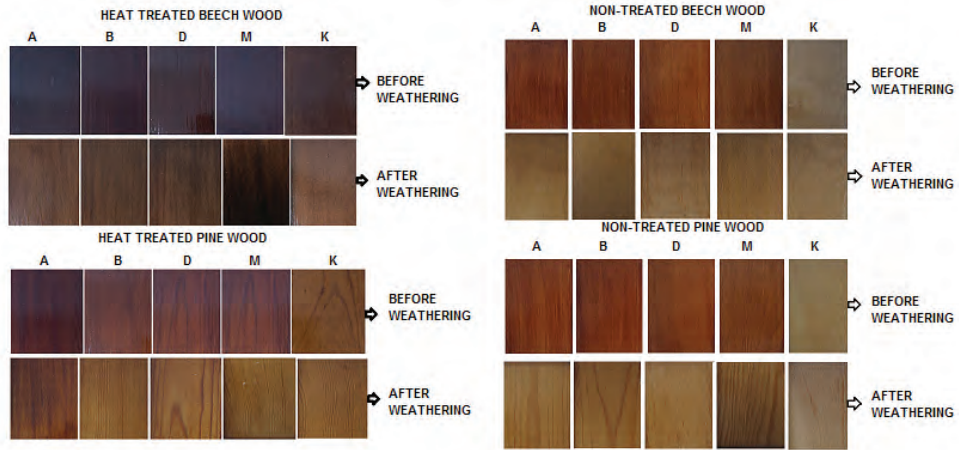 HEAT TREATED BEECH WOOD
A B D M K
BEFORE
WEATHERING
AFTER
WEATHERING
NON-TREATED BEECH WOOD
A B D M K
BEFORE
WEATHERING
AFTER
WEATHERING
HEAT TREATED PINE WOOD
A B D M K
BEFORE
WEATHERING
AFTER
WEATHERING
NON-TREATED PINE WOOD
A B D M K
BEFORE
WEATHERING
AFTER
WEATHERING